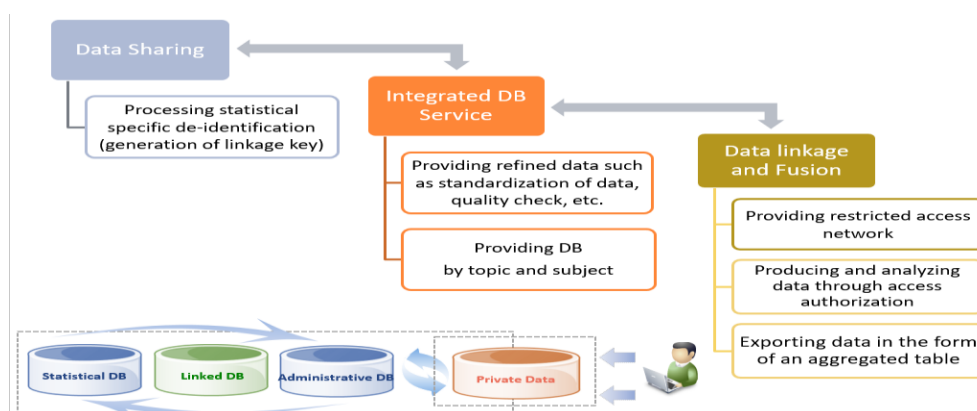 Data Sharing
Processing statistical
specific de-identification
(generation of linkage key)
Integrated DB
Service
Providing refined data such
as standardization of data,
quality check, etc.
Providing DB
by topic and subject
Data linkage
and Fusion
Providing restricted access
network
Producing and analyzing
data through access
authorization
Exporting data in the form
of an aggregated table
Statistical DB
Linked DB
Administrative DB
Private Data